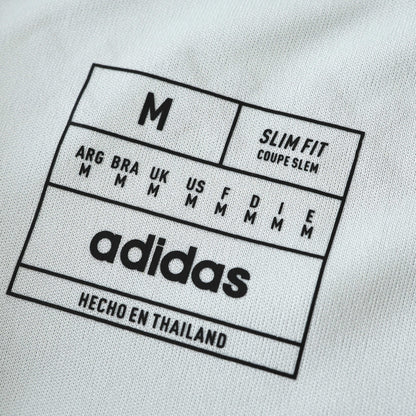 M
SLIM FIT
COUPE SLEM
ARG BRA UK US F D I E
M M M M M M M M
adidas
HECHO EN THAILAND